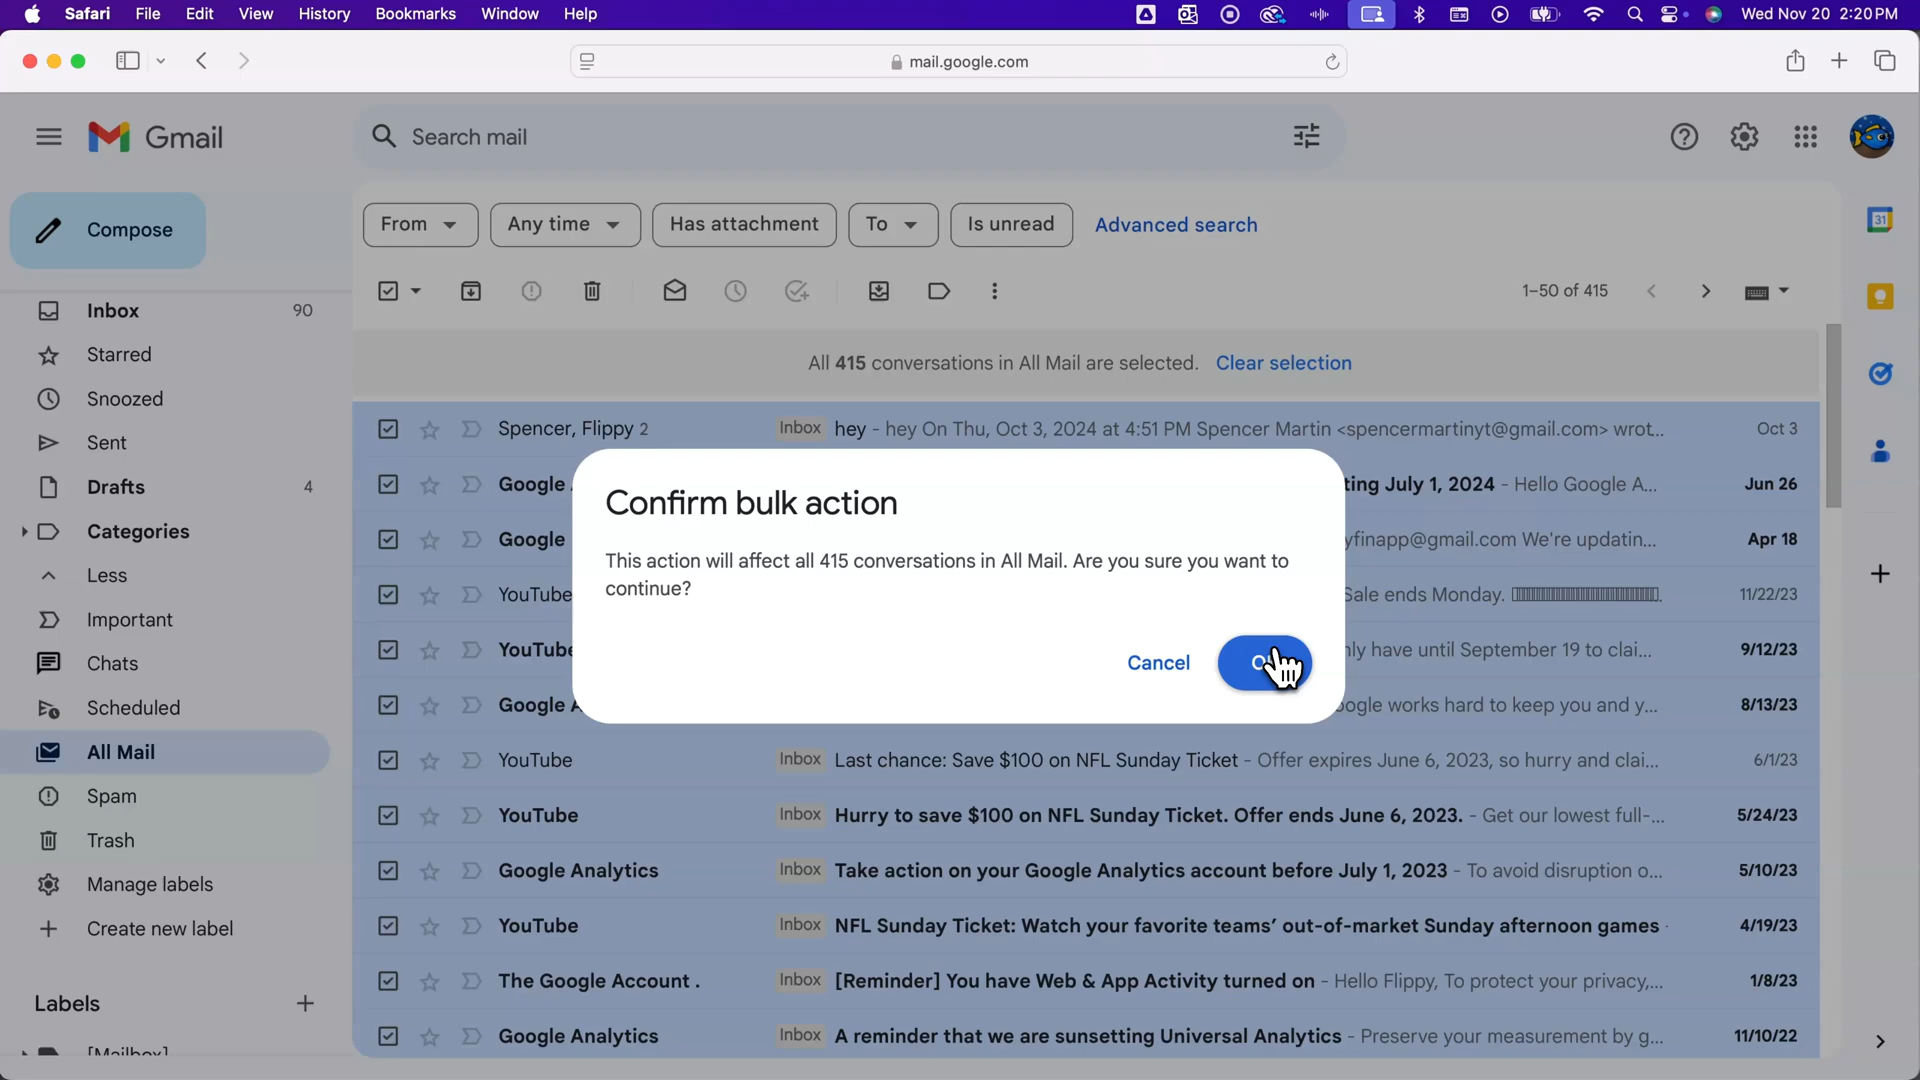 Safari File Edit View History Bookmarks Window Help Wed Nov 20 2:20 PM
mail.google.com
Gmail
Search mail
Compose
From Any time Has attachment To Is unread Advanced search
1–50 of 415
All 415 conversations in All Mail are selected. Clear selection
Inbox 90
Starred
Snoozed
Sent
Drafts 4
Categories
Less
Important
Chats
Scheduled
All Mail
Spam
Trash
Manage labels
Create new label
Labels
[Mailbox]
Spencer, Flippy 2 Inbox hey - hey On Thu, Oct 3, 2024 at 4:51 PM Spencer Martin <spencermartinyt@gmail.com> wrot... Oct 3
Google ting July 1, 2024 - Hello Google A... Jun 26
Google yfinapp@gmail.com We're updatin... Apr 18
YouTube Sale ends Monday. 11/22/23
YouTube nly have until September 19 to clai... 9/12/23
Google A oogle works hard to keep you and y... 8/13/23
Confirm bulk action
This action will affect all 415 conversations in All Mail. Are you sure you want to
continue?
Cancel
YouTube Inbox Last chance: Save $100 on NFL Sunday Ticket - Offer expires June 6, 2023, so hurry and clai... 6/1/23
YouTube Inbox Hurry to save $100 on NFL Sunday Ticket. Offer ends June 6, 2023. - Get our lowest full-... 5/24/23
Google Analytics Inbox Take action on your Google Analytics account before July 1, 2023 - To avoid disruption o... 5/10/23
YouTube Inbox NFL Sunday Ticket: Watch your favorite teams’ out-of-market Sunday afternoon games 4/19/23
The Google Account . Inbox [Reminder] You have Web & App Activity turned on - Hello Flippy, To protect your privacy,... 1/8/23
Google Analytics Inbox A reminder that we are sunsetting Universal Analytics - Preserve your measurement by g... 11/10/22
31